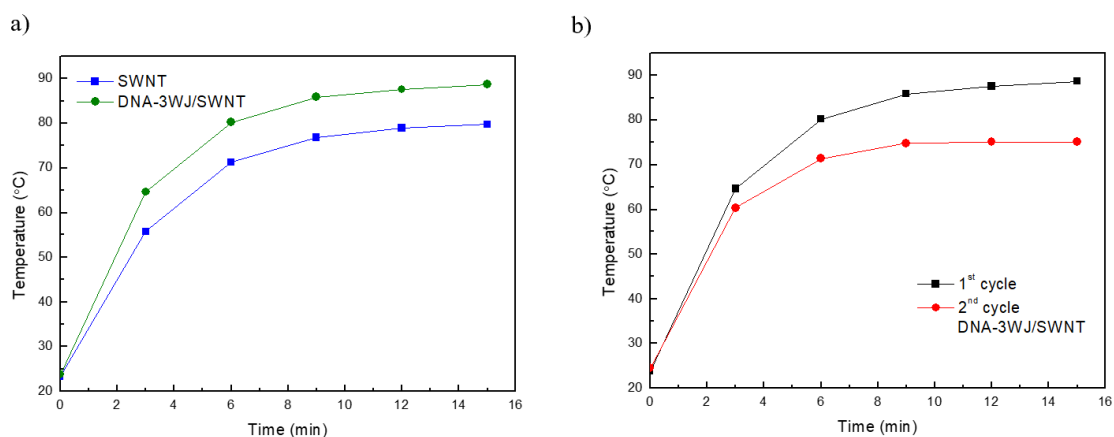 a)
SWNT
DNA-3WJ/SWNT
Temperature (°C)
90
80
70
60
50
40
30
20
0 2 4 6 8 10 12 14 16
Time (min)
b)
Temperature (°C)
90
80
70
60
50
40
30
20
1st cycle
2nd cycle
DNA-3WJ/SWNT
0 2 4 6 8 10 12 14 16
Time (min)